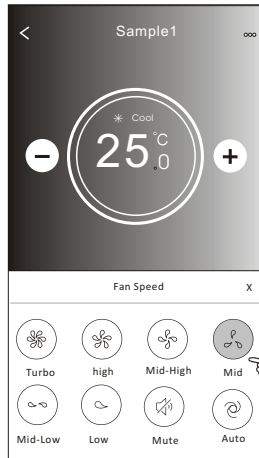 Sample1
Cool
25.0°C
Fan Speed X
Turbo high Mid-High Mid
Mid-Low Low Mute Auto